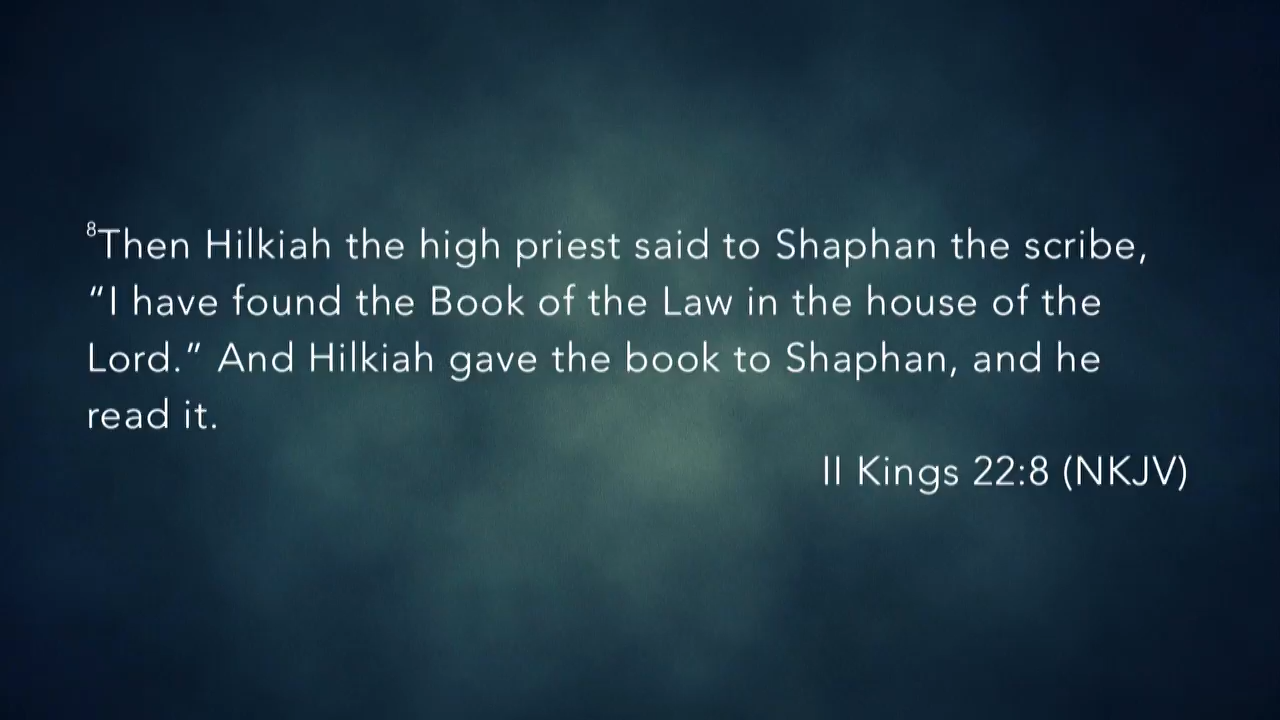 ⁸Then Hilkiah the high priest said to Shaphan the scribe,
“I have found the Book of the Law in the house of the
Lord.” And Hilkiah gave the book to Shaphan, and he
read it.
II Kings 22:8 (NKJV)